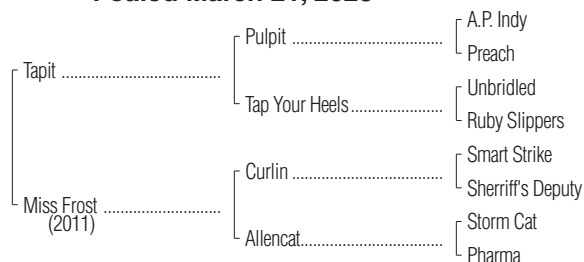 Foaled March
A.P. Indy
Pulpit
Preach
Tapit
Unbridled
Tap Your Heels
Ruby Slippers
Smart Strike
Curlin
Sherriff's Deputy
Miss Frost
(2011)
Storm Cat
Allencat
Pharma